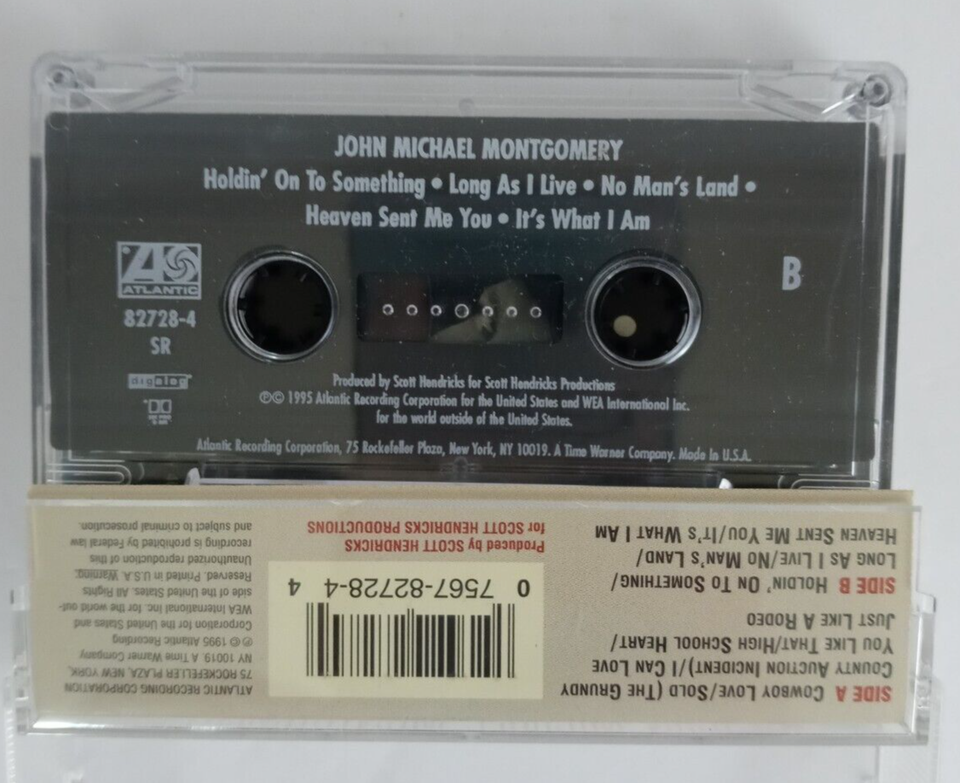 JOHN MICHAEL MONTGOMERY
Holdin' On To Something • Long As I Live • No Man's Land •
Heaven Sent Me You • It's What I Am
ATLANTIC
82728-4
SR
B
digalog
Produced by Scott Hendricks for Scott Hendricks Productions
℗© 1995 Atlantic Recording Corporation for the United States and WEA International Inc.
for the world outside of the United States.
Atlantic Recording Corporation, 75 Rockefeller Plaza, New York, NY 10019. A Time Warner Company. Made In U.S.A.
SIDE A COWBOY LOVE/SOLD (THE GRUNDY
COUNTY AUCTION INCIDENT)/I CAN LOVE
YOU LIKE THAT/HIGH SCHOOL HEART/
JUST LIKE A RODEO
SIDE B HOLDIN' ON TO SOMETHING/
LONG AS I LIVE/NO MAN'S LAND/
HEAVEN SENT ME YOU/IT'S WHAT I AM
0 7567-82728-4 4
Produced by SCOTT HENDRICKS
for SCOTT HENDRICKS PRODUCTIONS
ATLANTIC RECORDING CORPORATION
75 ROCKEFELLER PLAZA, NEW YORK,
NY 10019 A Time Warner Company
℗ © 1995 Atlantic Recording
Corporation for the United States and
WEA International Inc. for the world out-
side of the United States. All Rights
Reserved. Printed in U.S.A. Warning:
Unauthorized reproduction of this
recording is prohibited by Federal law
and subject to criminal prosecution.